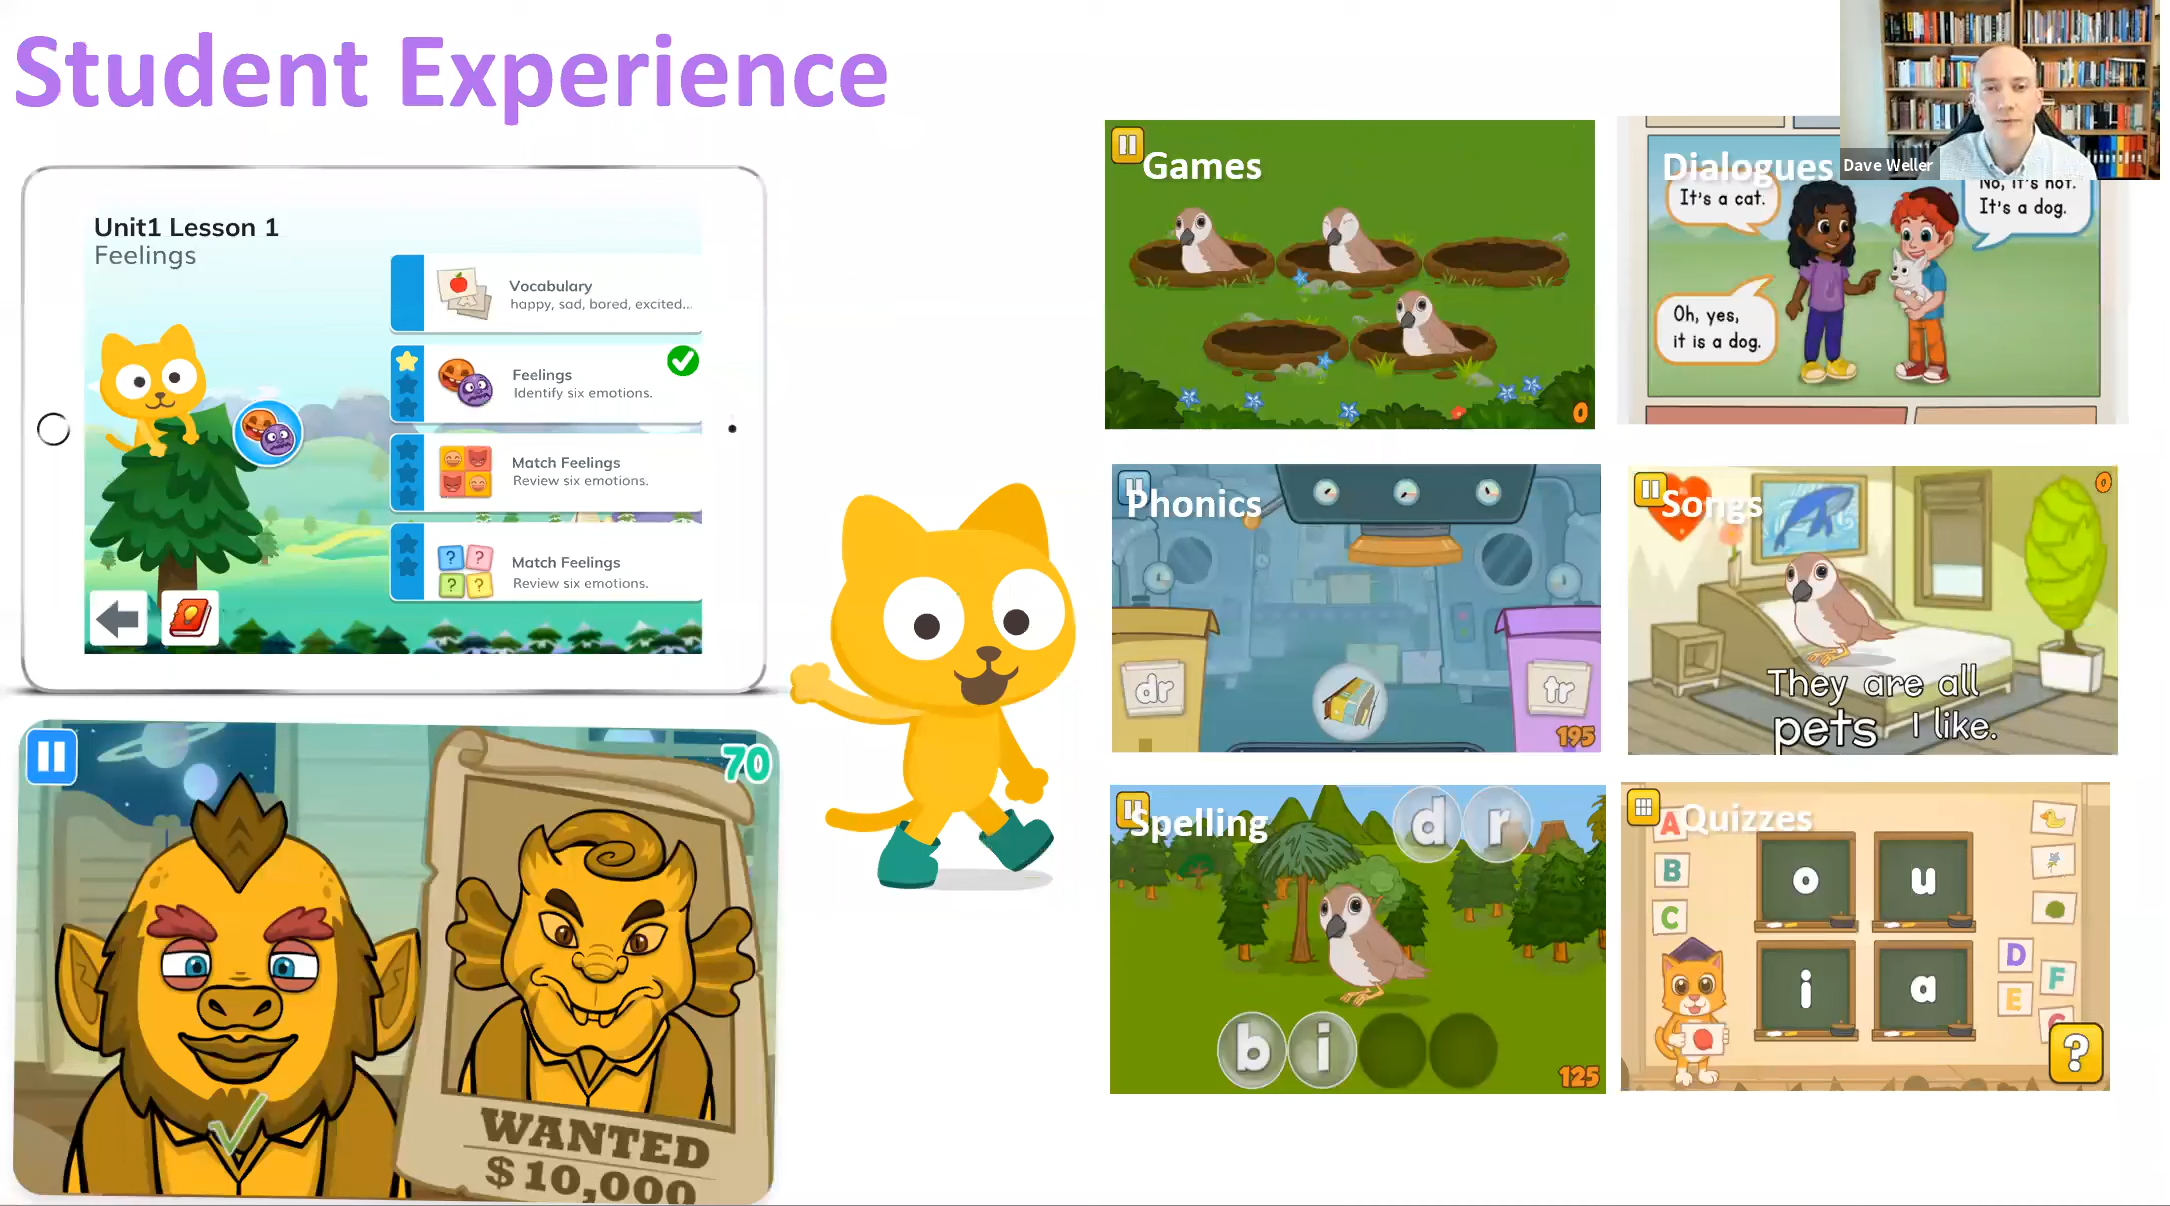 Student Experience
Dave Weller
Unit1 Lesson 1
Feelings
Vocabulary
happy, sad, bored, excited...
Feelings
Identify six emotions.
Match Feelings
Review six emotions.
? ?
? ?
Match Feelings
Review six emotions.
70
WANTED
$10,000
Games
0
Dialogues
It's a cat.
No, it's not.
It's a dog.
Oh, yes,
it is a dog.
Phonics
dr
tr
195
Songs
0
They are all
pets I like.
Spelling
d r
b i
125
Quizzes
A
B
C
o u
i a
D
F
E
?